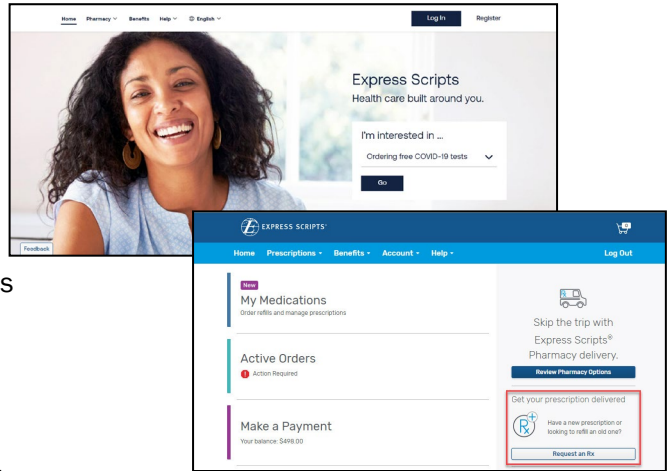 Home Pharmacy Benefits Help English Log In Register
Express Scripts
Health care built around you.
I'm interested in ...
Ordering free COVID-19 tests
Go
Feedback
s
.
EXPRESS SCRIPTS®
Home Prescriptions Benefits Account Help Log Out
New
My Medications
Order refills and manage prescriptions
Active Orders
! Action Required
Make a Payment
Your balance: $499.00
Skip the trip with
Express Scripts®
Pharmacy delivery.
Review Pharmacy Options
Get your prescription delivered
Have a new prescription or
looking to refill an old one?
Request an Rx